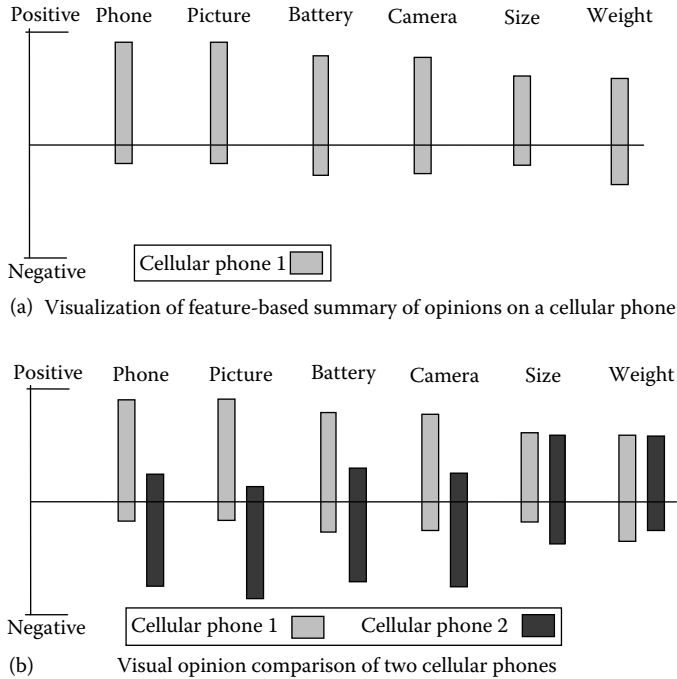 Positive Phone Picture Battery Camera Size Weight
Negative
Cellular phone 1
(a) Visualization of feature-based summary of opinions on a cellular phone
Positive Phone Picture Battery Camera Size Weight
Negative
Cellular phone 1 Cellular phone 2
(b) Visual opinion comparison of two cellular phones